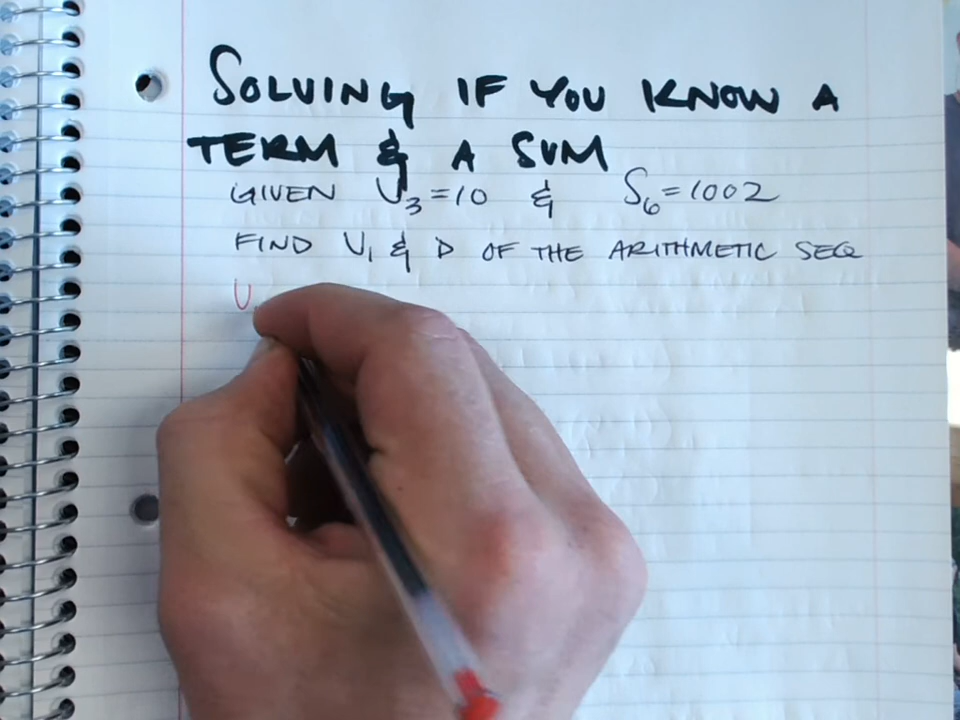 SOLVING IF YOU KNOW A
TERM & A SUM
GIVEN U₃ = 10 & S₆ = 1002
FIND U₁ & D OF THE ARITHMETIC SEQ
U